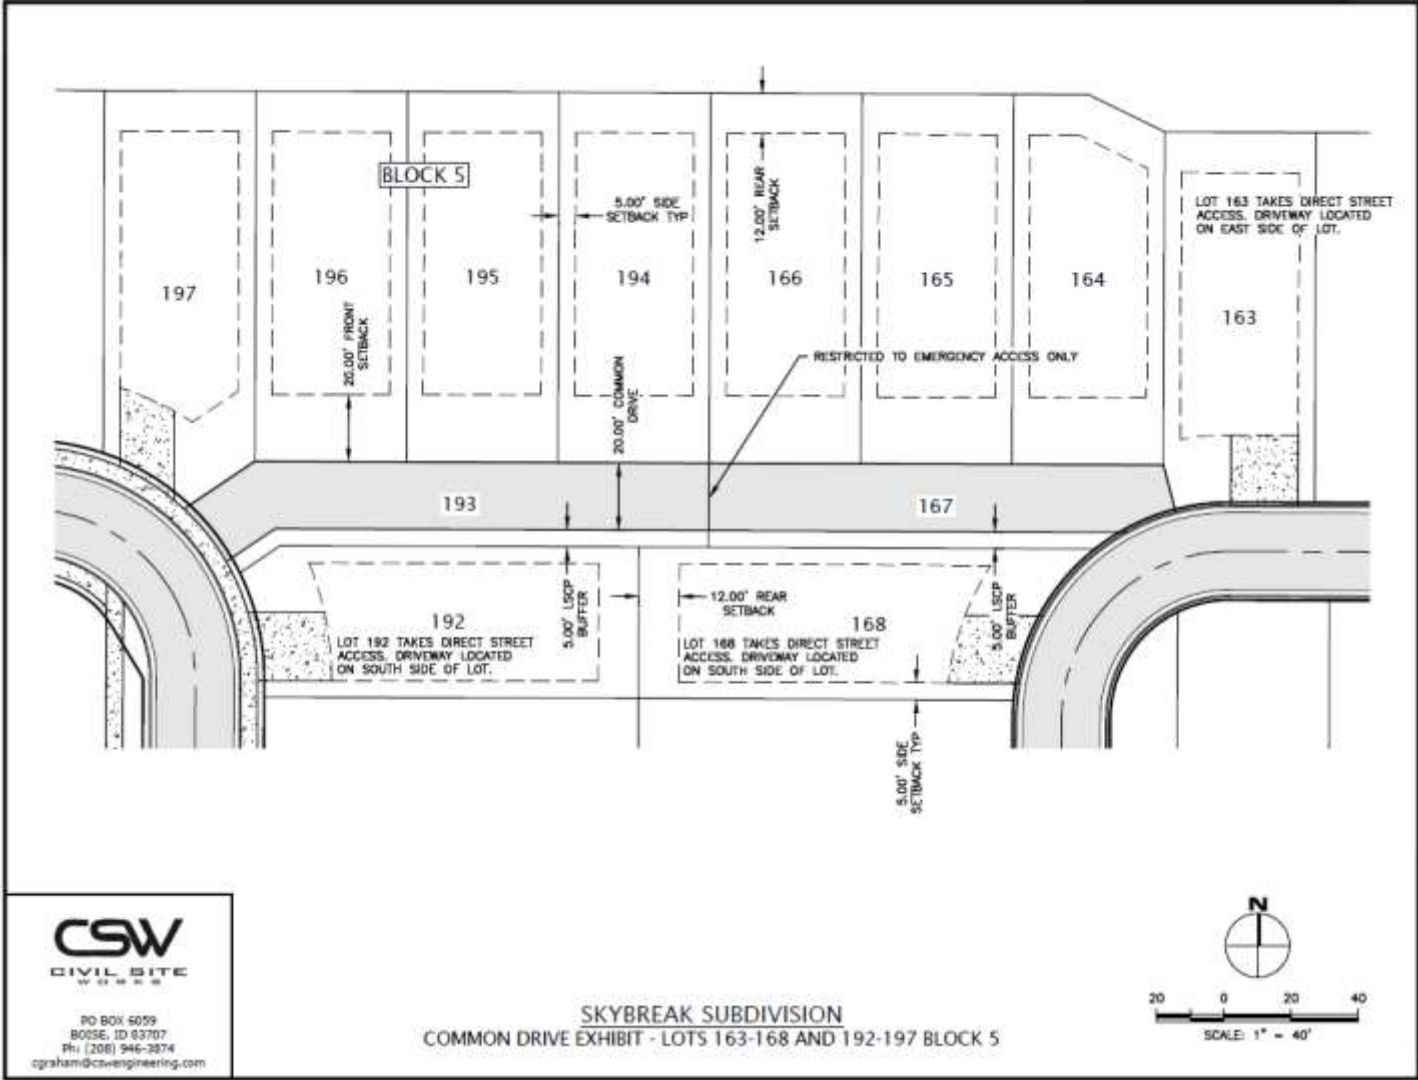 BLOCK 5
5.00' SIDE
SETBACK TYP
12.00' REAR
SETBACK
LOT 163 TAKES DIRECT STREET
ACCESS. DRIVEWAY LOCATED
ON EAST SIDE OF LOT.
197
196
195
194
166
165
164
163
20.00' FRONT
SETBACK
20.00' COMMON
DRIVE
RESTRICTED TO EMERGENCY ACCESS ONLY
193
167
192
LOT 192 TAKES DIRECT STREET
ACCESS. DRIVEWAY LOCATED
ON SOUTH SIDE OF LOT.
5.00' LSCP
BUFFER
12.00' REAR
SETBACK
168
LOT 168 TAKES DIRECT STREET
ACCESS. DRIVEWAY LOCATED
ON SOUTH SIDE OF LOT.
5.00' LSCP
BUFFER
5.00' SIDE
SETBACK TYP
CSW
CIVIL SITE
WORKS
PO BOX 6059
BOISE, ID 83707
Ph: (208) 946-3874
cgraham@cswengineering.com
SKYBREAK SUBDIVISION
COMMON DRIVE EXHIBIT - LOTS 163-168 AND 192-197 BLOCK 5
N
20 0 20 40
SCALE: 1" = 40'